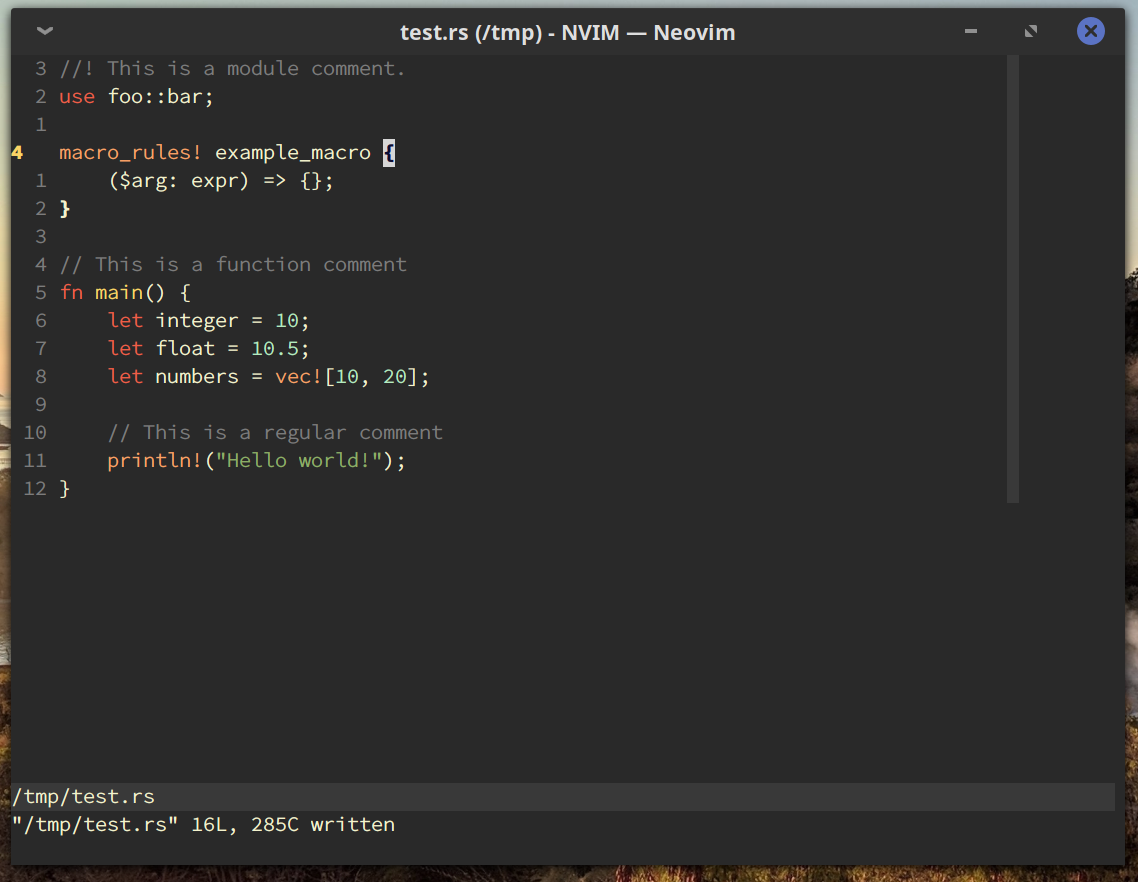 test.rs (/tmp) - NVIM — Neovim
3 //! This is a module comment.
2 use foo::bar;
1
4 macro_rules! example_macro {
1     ($arg: expr) => {};
2 }
3
4 // This is a function comment
5 fn main() {
6     let integer = 10;
7     let float = 10.5;
8     let numbers = vec![10, 20];
9
10     // This is a regular comment
11     println!("Hello world!");
12 }
/tmp/test.rs
"/tmp/test.rs" 16L, 285C written